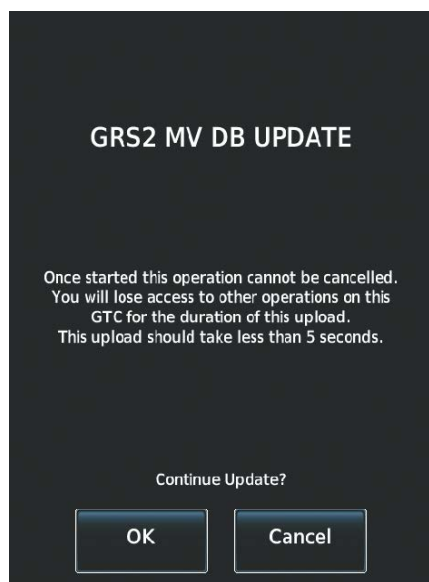 GRS2 MV DB UPDATE
Once started this operation cannot be cancelled.
You will lose access to other operations on this
GTC for the duration of this upload.
This upload should take less than 5 seconds.
Continue Update?
OK
Cancel